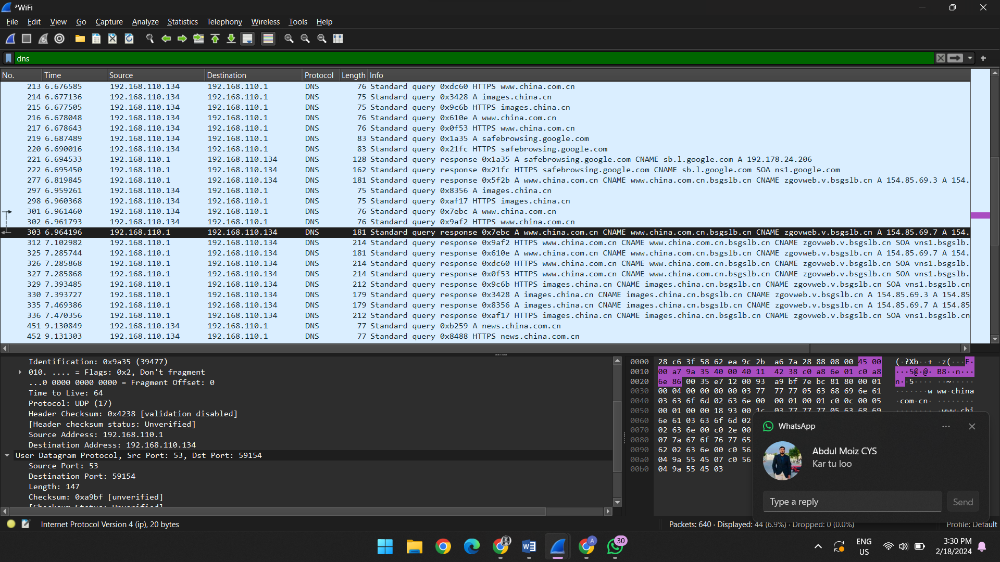 *WiFi
File Edit View Go Capture Analyze Statistics Telephony Wireless Tools Help
dns
No. Time Source Destination Protocol Length Info
213 6.676585 192.168.110.134 192.168.110.1 DNS 76 Standard query 0xdc60 HTTPS www.china.com.cn
214 6.677136 192.168.110.134 192.168.110.1 DNS 75 Standard query 0x3428 A images.china.cn
215 6.677505 192.168.110.134 192.168.110.1 DNS 75 Standard query 0x9c6b HTTPS images.china.cn
216 6.678048 192.168.110.134 192.168.110.1 DNS 76 Standard query 0x610e A www.china.com.cn
217 6.678643 192.168.110.134 192.168.110.1 DNS 76 Standard query 0x0f53 HTTPS www.china.com.cn
219 6.687489 192.168.110.134 192.168.110.1 DNS 83 Standard query 0x1a35 A safebrowsing.google.com
220 6.690016 192.168.110.134 192.168.110.1 DNS 83 Standard query 0x21fc HTTPS safebrowsing.google.com
221 6.694533 192.168.110.1 192.168.110.134 DNS 128 Standard query response 0x1a35 A safebrowsing.google.com CNAME sb.l.google.com A 192.178.24.206
222 6.695450 192.168.110.1 192.168.110.134 DNS 162 Standard query response 0x21fc HTTPS safebrowsing.google.com CNAME sb.l.google.com SOA ns1.google.com
277 6.819845 192.168.110.1 192.168.110.134 DNS 181 Standard query response 0x5f2b A www.china.com.cn CNAME www.china.com.cn.bsgslb.cn CNAME zgovweb.v.bsgslb.cn A 154.85.69.3 A 154.
297 6.959261 192.168.110.134 192.168.110.1 DNS 75 Standard query 0x8356 A images.china.cn
298 6.960368 192.168.110.134 192.168.110.1 DNS 75 Standard query 0xaf17 HTTPS images.china.cn
301 6.961460 192.168.110.134 192.168.110.1 DNS 76 Standard query 0x7ebc A www.china.com.cn
302 6.961793 192.168.110.134 192.168.110.1 DNS 76 Standard query 0x9af2 HTTPS www.china.com.cn
303 6.964196 192.168.110.1 192.168.110.134 DNS 181 Standard query response 0x7ebc A www.china.com.cn CNAME www.china.com.cn.bsgslb.cn CNAME zgovweb.v.bsgslb.cn A 154.85.69.7 A 154.
312 7.102982 192.168.110.1 192.168.110.134 DNS 214 Standard query response 0x9af2 HTTPS www.china.com.cn CNAME www.china.com.cn.bsgslb.cn CNAME zgovweb.v.bsgslb.cn SOA vns1.bsgslb.
325 7.285744 192.168.110.1 192.168.110.134 DNS 181 Standard query response 0x610e A www.china.com.cn CNAME www.china.com.cn.bsgslb.cn CNAME zgovweb.v.bsgslb.cn A 154.85.69.7 A 154.
326 7.285868 192.168.110.1 192.168.110.134 DNS 214 Standard query response 0xdc60 HTTPS www.china.com.cn CNAME www.china.com.cn.bsgslb.cn CNAME zgovweb.v.bsgslb.cn SOA vns1.bsgslb.
327 7.285868 192.168.110.1 192.168.110.134 DNS 214 Standard query response 0x0f53 HTTPS www.china.com.cn CNAME www.china.com.cn.bsgslb.cn CNAME zgovweb.v.bsgslb.cn SOA vns1.bsgslb.
329 7.393485 192.168.110.1 192.168.110.134 DNS 212 Standard query response 0x9c6b HTTPS images.china.cn CNAME images.china.cn.bsgslb.cn CNAME zgovweb.v.bsgslb.cn SOA vns1.bsgslb.cn
330 7.393727 192.168.110.1 192.168.110.134 DNS 179 Standard query response 0x3428 A images.china.cn CNAME images.china.cn.bsgslb.cn CNAME zgovweb.v.bsgslb.cn A 154.85.69.3 A 154.85
335 7.469386 192.168.110.1 192.168.110.134 DNS 179 Standard query response 0x8356 A images.china.cn CNAME images.china.cn.bsgslb.cn CNAME zgovweb.v.bsgslb.cn A 154.85.69.7 A 154.85
336 7.470356 192.168.110.1 192.168.110.134 DNS 212 Standard query response 0xaf17 HTTPS images.china.cn CNAME images.china.cn.bsgslb.cn CNAME zgovweb.v.bsgslb.cn SOA vns1.bsgslb.cn
451 9.130849 192.168.110.134 192.168.110.1 DNS 77 Standard query 0xb259 A news.china.com.cn
452 9.131303 192.168.110.134 192.168.110.1 DNS 77 Standard query 0x8488 HTTPS news.china.com.cn
Identification: 0x9a35 (39477)
010. .... = Flags: 0x2, Don't fragment
...0 0000 0000 0000 = Fragment Offset: 0
Time to Live: 64
Protocol: UDP (17)
Header Checksum: 0x4238 [validation disabled]
[Header checksum status: Unverified]
Source Address: 192.168.110.1
Destination Address: 192.168.110.134
User Datagram Protocol, Src Port: 53, Dst Port: 59154
Source Port: 53
Destination Port: 59154
Length: 147
Checksum: 0xa9bf [unverified]
0000 28 c6 3f 58 62 ea 9c 2b a6 7a 28 88 08 00 45 00 (·?Xb··+ ·z(···E·
0010 00 a7 9a 35 40 00 40 11 42 38 c0 a8 6e 01 c0 a8 ···5@·@· B8··n···
0020 6e 86 00 35 e7 12 00 93 a9 bf 7e bc 81 80 00 01 n··5···· ··~·····
0030 00 04 00 00 00 00 03 77 77 77 05 63 68 69 6e 61 ·······w ww·china
0040 03 63 6f 6d 02 63 6e 00 00 01 00 01 c0 0c 00 05 ·com·cn· ········
0050 00 01 00 00 18 93 00 1c 03 77 77 77 05 63 68 69 ········ ·www·chi
0060 6e 61 03 63 6f 6d 02
0070 02 63 6e 00 c0 2e 00
0080 07 7a 67 6f 76 77 65
0090 62 02 63 6e 00 c0 56
00a0 04 9a 55 45 07 c0 56
00b0 04 9a 55 45 03
WhatsApp
Abdul Moiz CYS
Kar tu loo
Type a reply
Send
Internet Protocol Version 4 (ip), 20 bytes
Packets: 640 · Displayed: 44 (6.9%) · Dropped: 0 (0.0%)
Profile: Default
A
30
ENG
US
3:30 PM
2/18/2024